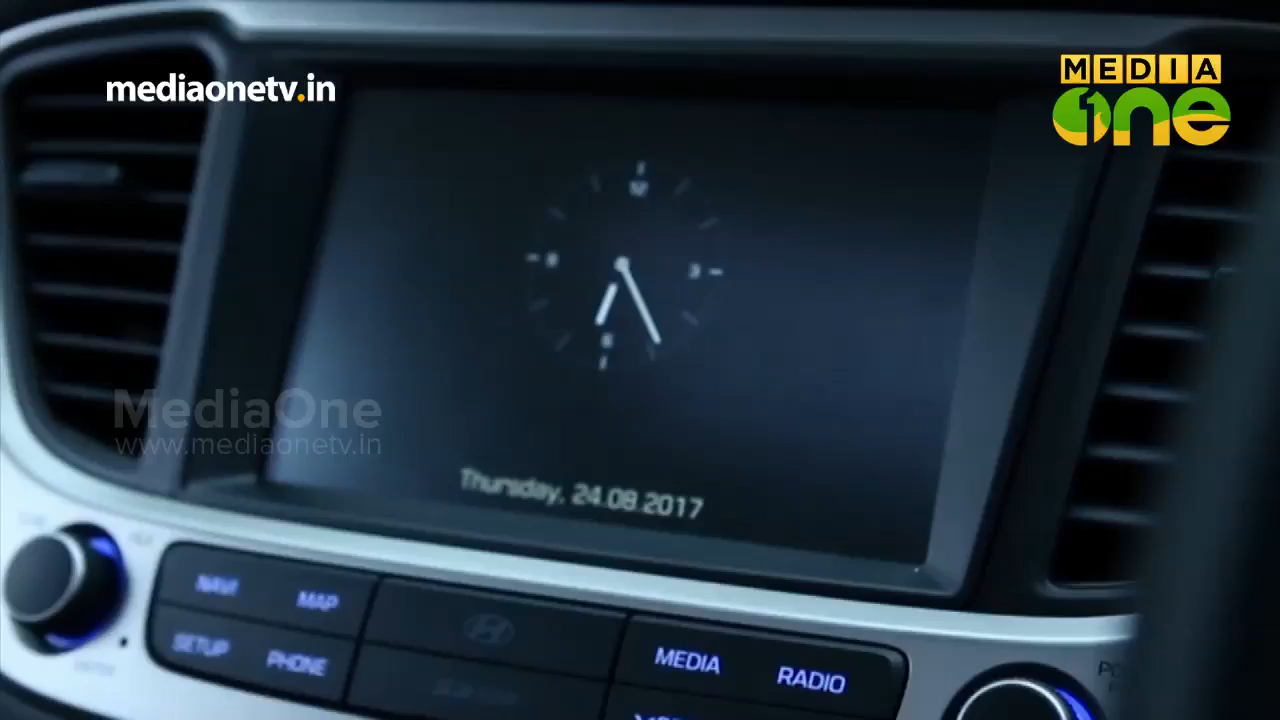 mediaonetv.in
MEDIA
one
12
9
3
6
MediaOne
www.mediaonetv.in
Thursday, 24.08.2017
NAVI
MAP
SETUP
PHONE
MEDIA
RADIO